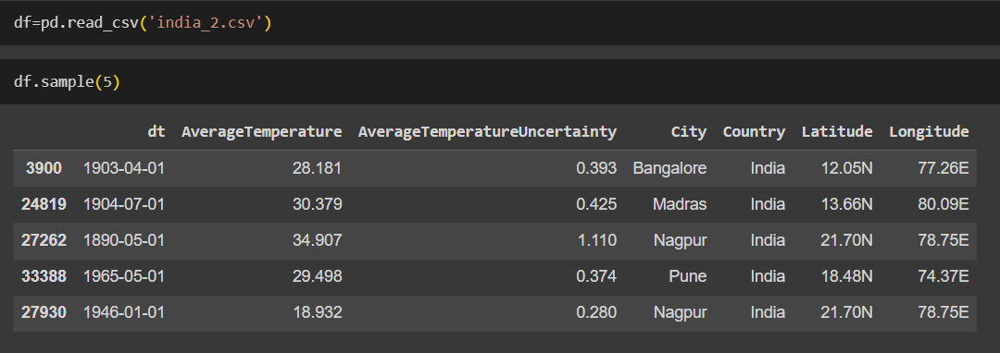 df=pd.read_csv('india_2.csv')
df.sample(5)
dt AverageTemperature AverageTemperatureUncertainty City Country Latitude Longitude
3900 1903-04-01 28.181 0.393 Bangalore India 12.05N 77.26E
24819 1904-07-01 30.379 0.425 Madras India 13.66N 80.09E
27262 1890-05-01 34.907 1.110 Nagpur India 21.70N 78.75E
33388 1965-05-01 29.498 0.374 Pune India 18.48N 74.37E
27930 1946-01-01 18.932 0.280 Nagpur India 21.70N 78.75E